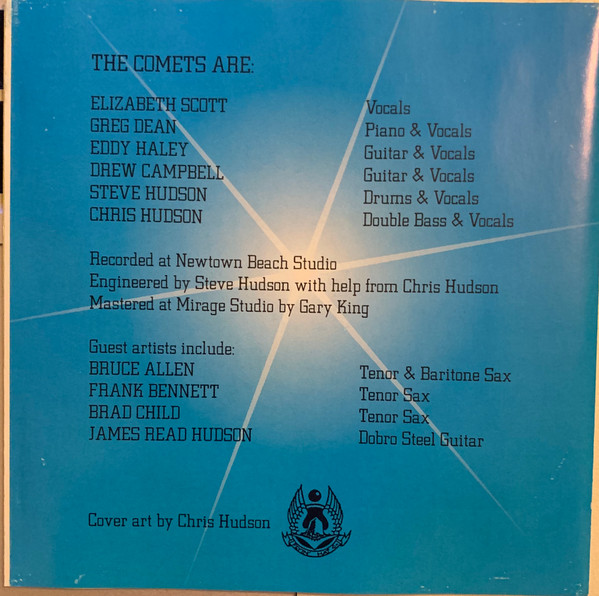 THE COMETS ARE:
ELIZABETH SCOTT Vocals
GREG DEAN Piano & Vocals
EDDY HALEY Guitar & Vocals
DREW CAMPBELL Guitar & Vocals
STEVE HUDSON Drums & Vocals
CHRIS HUDSON Double Bass & Vocals
Recorded at Newtown Beach Studio
Engineered by Steve Hudson with help from Chris Hudson
Mastered at Mirage Studio by Gary King
Guest artists include:
BRUCE ALLEN Tenor & Baritone Sax
FRANK BENNETT Tenor Sax
BRAD CHILD Tenor Sax
JAMES READ HUDSON Dobro Steel Guitar
Cover art by Chris Hudson